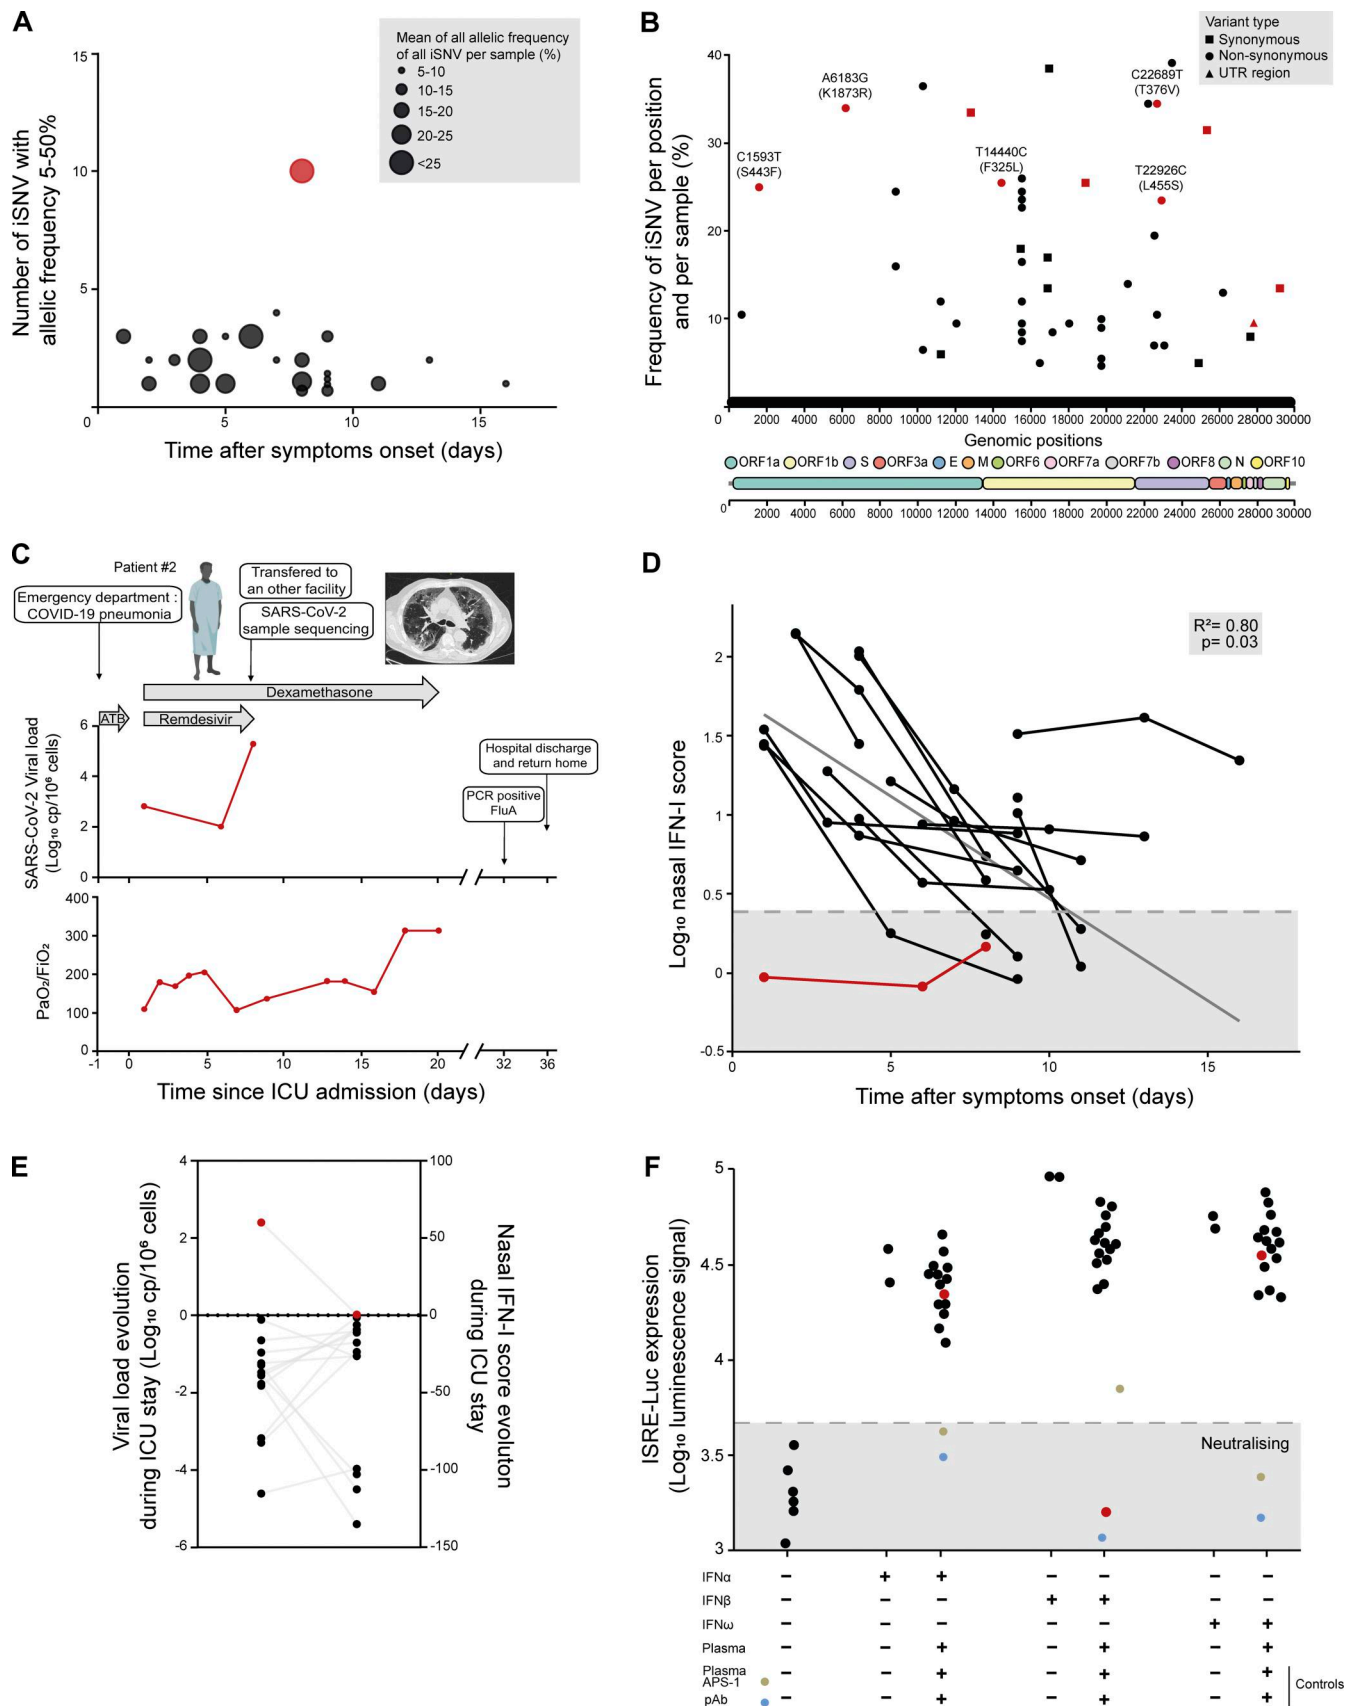 A
Mean of all allelic frequency
of all iSNV per sample (%)
5-10
10-15
15-20
20-25
<25
Number of iSNV with
allelic frequency 5-50%
15
10
5
0
5
10
15
Time after symptoms onset (days)
B
Variant type
Synonymous
Non-synonymous
UTR region
Frequency of iSNV per position
and per sample (%)
40
30
20
10
A6183G
(K1873R)
C22689T
(T376V)
C1593T
(S443F)
T14440C
(F325L)
T22926C
(L455S)
0 2000 4000 6000 8000 10000 12000 14000 16000 18000 20000 22000 24000 26000 28000 30000
Genomic positions
ORF1a ORF1b S ORF3a E M ORF6 ORF7a ORF7b ORF8 N ORF10
0 2000 4000 6000 8000 10000 12000 14000 16000 18000 20000 22000 24000 26000 28000 30000
C
Patient #2
Emergency department :
COVID-19 pneumonia
Transfered to
an other facility
SARS-CoV-2
sample sequencing
Dexamethasone
ATB
Remdesivir
SARS-CoV-2 Viral load
(Log₁₀ cp/10⁶ cells)
6
4
2
0
Hospital discharge
and return home
PCR positive
FluA
0 5 10 15 20 32 36
PaO₂/FiO₂
400
300
200
100
0
-1 0 5 10 15 20 32 36
Time since ICU admission (days)
D
R²= 0.80
p= 0.03
Log₁₀ nasal IFN-I score
2
1.5
1
0.5
0
-0.5
0 5 10 15
Time after symptoms onset (days)
E
Viral load evolution
during ICU stay (Log₁₀ cp/10⁶ cells)
4
2
0
-2
-4
-6
100
50
0
-50
-100
-150
Nasal IFN-I score evoluton
during ICU stay
F
ISRE-Luc expression
(Log₁₀ luminescence signal)
5
4.5
4
3.5
3
Neutralising
IFNα − + + − − − −
IFNβ − − − + + − −
IFNω − − − − − + +
Plasma − − + − + − +
Plasma
APS-1 − − + − + − +
pAb − − + − + − +
Controls